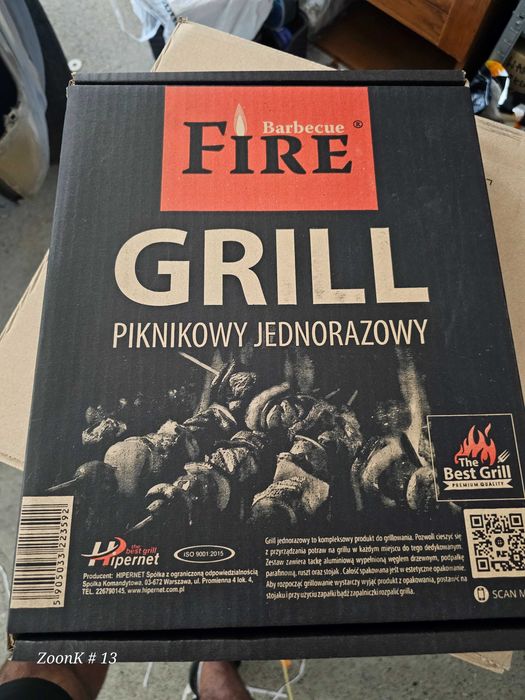 Barbecue
FIRE®
GRILL
PIKNIKOWY JEDNORAZOWY
The
Best Grill
PREMIUM QUALITY
the
best grill
Hipernet
ISO 9001:2015
Producent: HIPERNET Spółka z ograniczoną odpowiedzialnością
Spółka Komandytowa, 03-672 Warszawa, ul. Promienna 4 lok. 4,
TEL. 226790145, www.hipernet.com.pl
Grill jednorazowy to kompleksowy produkt do grillowania. Pozwoli cieszyć się
z przyrządzania potraw na grillu w każdym miejscu do tego dedykowanym.
Zestaw zawiera tackę aluminiową wypełnioną węglem drzewnym, podpałkę
parafinową, ruszt oraz stojak. Całość spakowana jest w estetyczne opakowanie.
Aby rozpocząć grillowanie wystarczy wyjąć produkt z opakowania, postawić na
stojaku i przy użyciu zapałki bądź zapalniczki rozpalić grilla.
SCAN M
5 905033 223592
ZoonK # 13